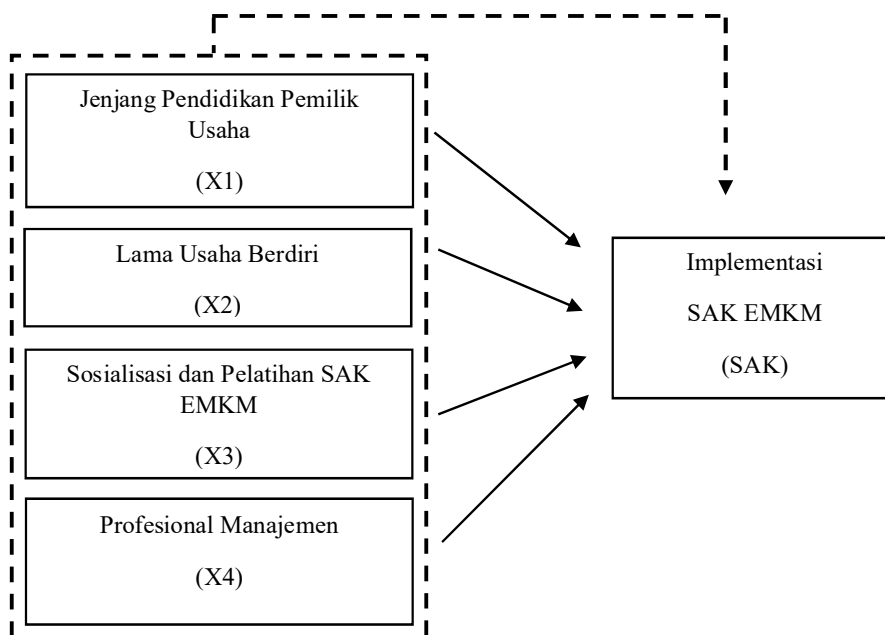 Jenjang Pendidikan Pemilik
Usaha
(X1)
Lama Usaha Berdiri
(X2)
Sosialisasi dan Pelatihan SAK
EMKM
(X3)
Profesional Manajemen
(X4)
Implementasi
SAK EMKM
(SAK)